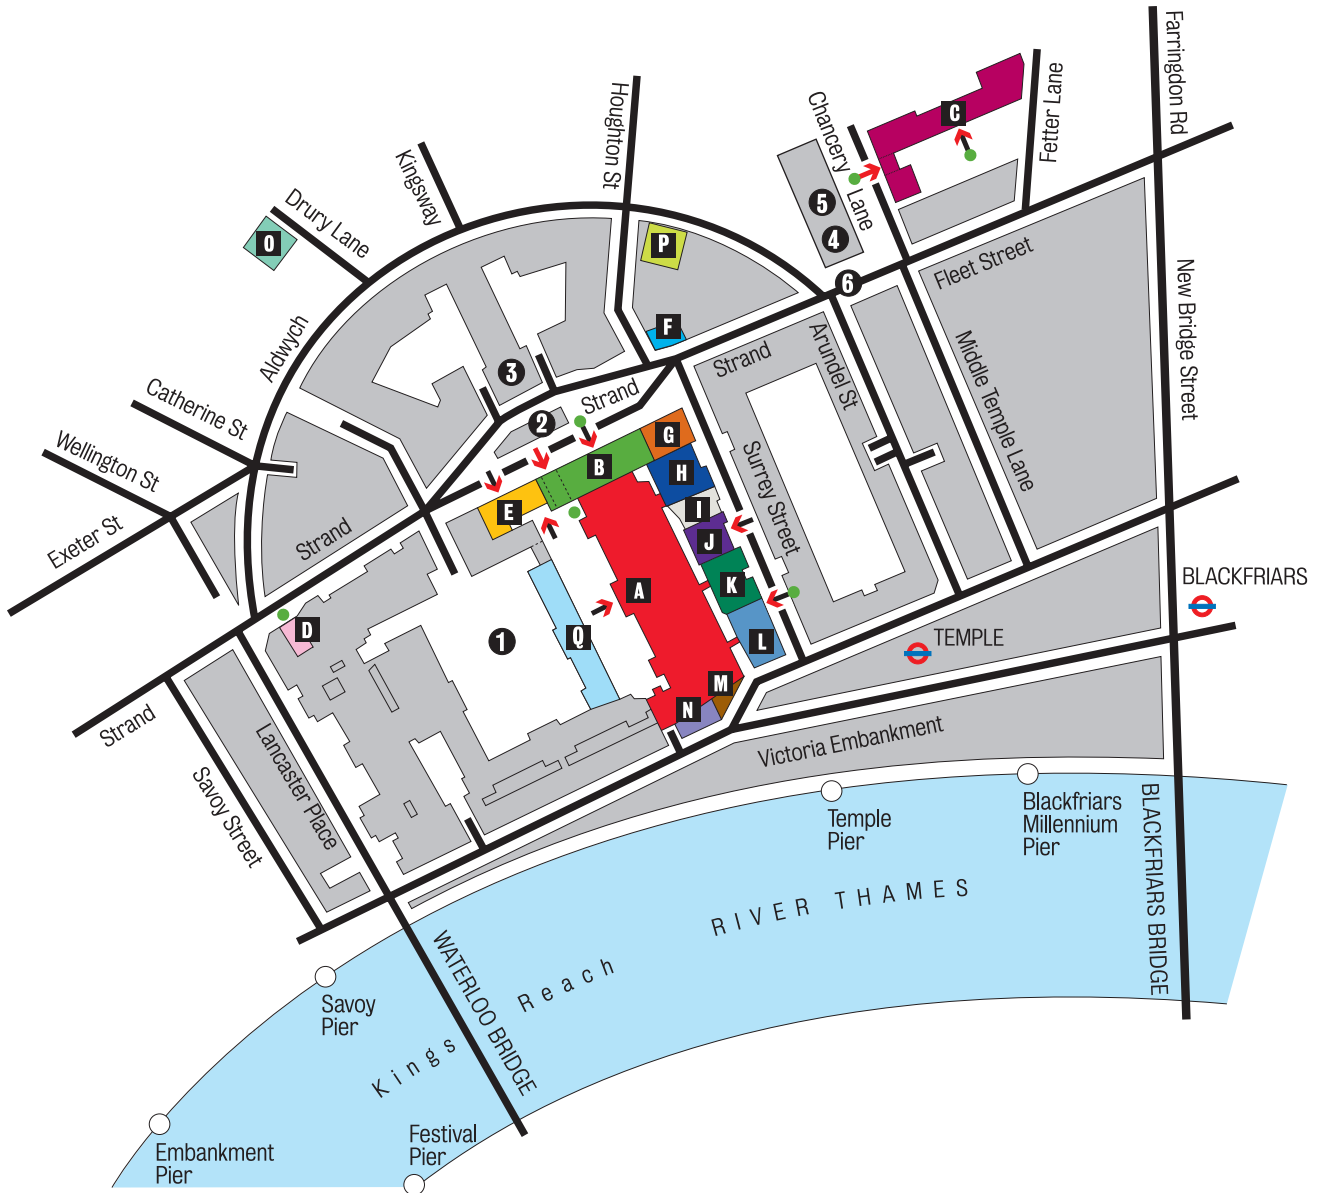 Farringdon Rd
Houghton St
Chancery
Lane
C
Fetter Lane
Kingsway
Drury Lane
O
P
5
4
6
Fleet Street
New Bridge Street
Aldwych
F
Strand
Arundel St
Middle Temple Lane
3
Catherine St
Strand
2
G
B
H
Surrey Street
Wellington St
E
I
J
Exeter St
Strand
A
K
BLACKFRIARS
D
1
Q
L
TEMPLE
M
N
Strand
Lancaster Place
Savoy Street
Victoria Embankment
Temple
Pier
Blackfriars
Millennium
Pier
BLACKFRIARS BRIDGE
RIVER THAMES
Kings Reach
WATERLOO BRIDGE
Savoy
Pier
Embankment
Pier
Festival
Pier